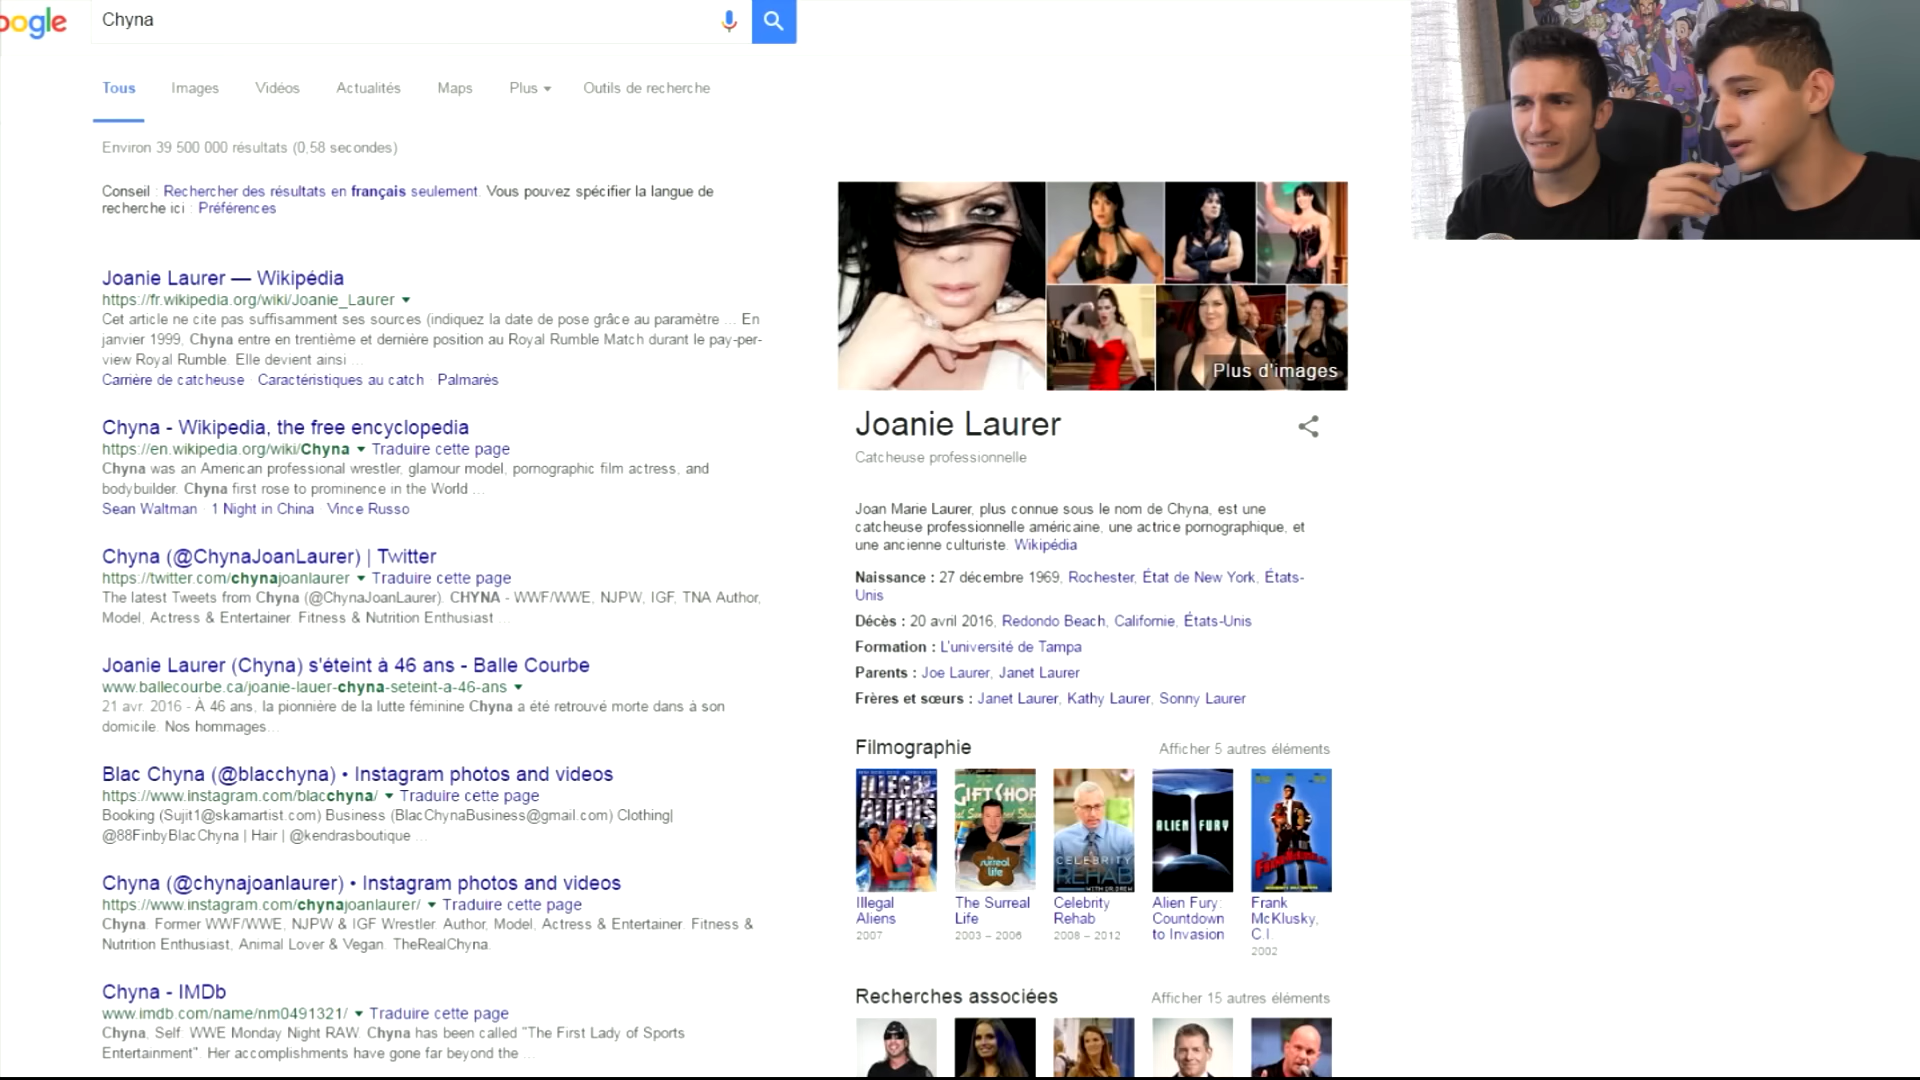 oogle
Chyna
Tous
Images
Vidéos
Actualités
Maps
Plus
Outils de recherche
Environ 39 500 000 résultats (0,58 secondes)
Conseil : Rechercher des résultats en français seulement. Vous pouvez spécifier la langue de
recherche ici : Préférences
Joanie Laurer — Wikipédia
https://fr.wikipedia.org/wiki/Joanie_Laurer
Cet article ne cite pas suffisamment ses sources (indiquez la date de pose grâce au paramètre ... En
janvier 1999, Chyna entre en trentième et dernière position au Royal Rumble Match durant le pay-per-
view Royal Rumble. Elle devient ainsi ...
Carrière de catcheuse · Caractéristiques au catch · Palmarès
Chyna - Wikipedia, the free encyclopedia
https://en.wikipedia.org/wiki/Chyna Traduire cette page
Chyna was an American professional wrestler, glamour model, pornographic film actress, and
bodybuilder. Chyna first rose to prominence in the World ...
Sean Waltman · 1 Night in China · Vince Russo
Chyna (@ChynaJoanLaurer) | Twitter
https://twitter.com/chynajoanlaurer Traduire cette page
The latest Tweets from Chyna (@ChynaJoanLaurer). CHYNA - WWF/WWE, NJPW, IGF, TNA Author,
Model, Actress & Entertainer. Fitness & Nutrition Enthusiast ...
Joanie Laurer (Chyna) s'éteint à 46 ans - Balle Courbe
www.ballecourbe.ca/joanie-lauer-chyna-seteint-a-46-ans
21 avr. 2016 - À 46 ans, la pionnière de la lutte féminine Chyna a été retrouvé morte dans à son
domicile. Nos hommages...
Blac Chyna (@blacchyna) • Instagram photos and videos
https://www.instagram.com/blacchyna/ Traduire cette page
Booking (Sujit1@skamartist.com) Business (BlacChynaBusiness@gmail.com) Clothing|
@88FinbyBlacChyna | Hair | @kendrasboutique ...
Chyna (@chynajoanlaurer) • Instagram photos and videos
https://www.instagram.com/chynajoanlaurer/ Traduire cette page
Chyna. Former WWF/WWE, NJPW & IGF Wrestler. Author, Model, Actress & Entertainer. Fitness &
Nutrition Enthusiast, Animal Lover & Vegan. TheRealChyna.
Chyna - IMDb
www.imdb.com/name/nm0491321/ Traduire cette page
Chyna, Self: WWE Monday Night RAW. Chyna has been called "The First Lady of Sports
Entertainment". Her accomplishments have gone far beyond the ...
Plus d'images
Joanie Laurer
Catcheuse professionnelle
Joan Marie Laurer, plus connue sous le nom de Chyna, est une
catcheuse professionnelle américaine, une actrice pornographique, et
une ancienne culturiste. Wikipédia
Naissance : 27 décembre 1969, Rochester, État de New York, États-
Unis
Décès : 20 avril 2016, Redondo Beach, Californie, États-Unis
Formation : L'université de Tampa
Parents : Joe Laurer, Janet Laurer
Frères et sœurs : Janet Laurer, Kathy Laurer, Sonny Laurer
Filmographie
Afficher 5 autres éléments
ILLEGAL
ALIENS
GIFT SHOP
the surreal
life
CELEBRITY
REHAB
WITH DR. DREW
ALIEN FURY
Illegal
Aliens
2007
The Surreal
Life
2003 – 2006
Celebrity
Rehab
2008 – 2012
Alien Fury:
Countdown
to Invasion
Frank
McKlusky,
C.I.
2002
Recherches associées
Afficher 15 autres éléments